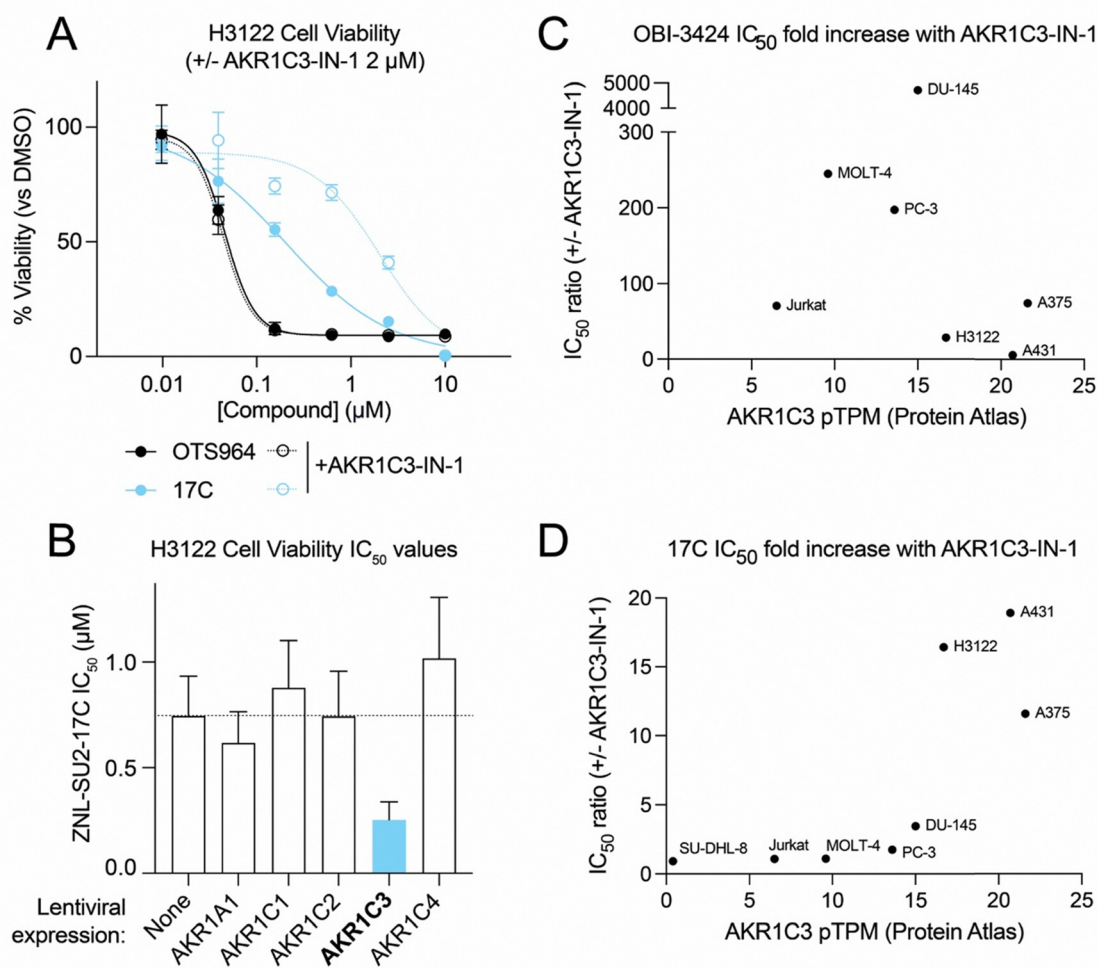 A
H3122 Cell Viability
(+/- AKR1C3-IN-1 2 µM)
% Viability (vs DMSO)
100
50
0
0.01
0.1
1
10
[Compound] (µM)
OTS964
17C
+AKR1C3-IN-1
B
H3122 Cell Viability IC50 values
ZNL-SU2-17C IC50 (µM)
1.0
0.5
0.0
Lentiviral
expression:
None
AKR1A1
AKR1C1
AKR1C2
AKR1C3
AKR1C4
C
OBI-3424 IC50 fold increase with AKR1C3-IN-1
IC50 ratio (+/- AKR1C3-IN-1)
5000
4000
300
200
100
0
DU-145
MOLT-4
PC-3
Jurkat
A375
H3122
A431
0
5
10
15
20
25
AKR1C3 pTPM (Protein Atlas)
D
17C IC50 fold increase with AKR1C3-IN-1
IC50 ratio (+/- AKR1C3-IN-1)
20
15
10
5
0
A431
H3122
A375
DU-145
SU-DHL-8
Jurkat
MOLT-4
PC-3
0
5
10
15
20
25
AKR1C3 pTPM (Protein Atlas)